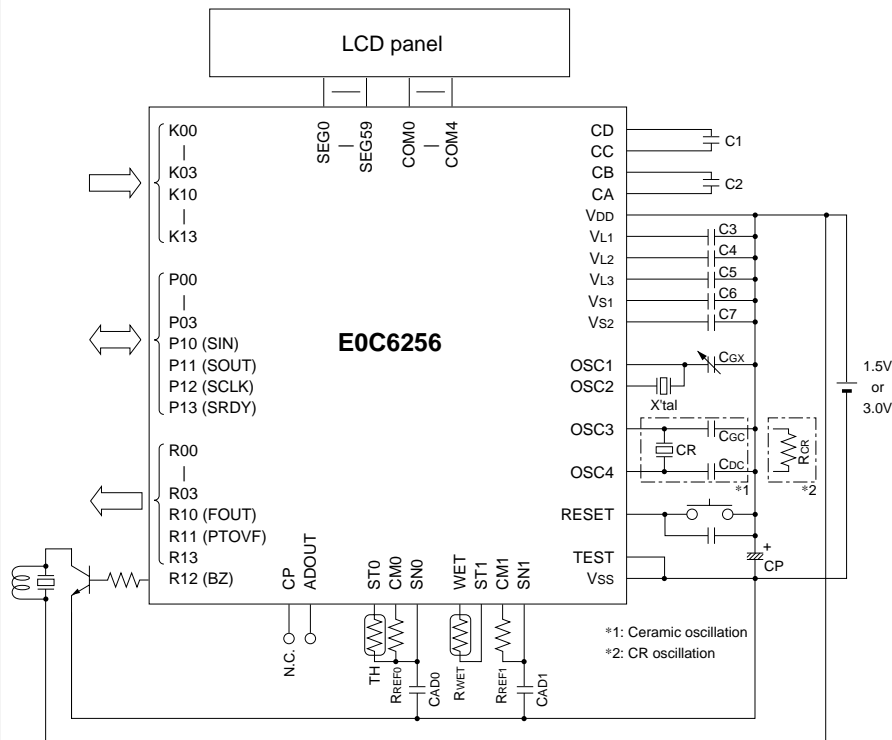 LCD panel
SEG0
SEG59
COM0
COM4
K00
K03
K10
K13
P00
P03
P10 (SIN)
P11 (SOUT)
P12 (SCLK)
P13 (SRDY)
R00
R03
R10 (FOUT)
R11 (PTOVF)
R13
R12 (BZ)
E0C6256
CD
CC
CB
CA
VDD
VL1
VL2
VL3
VS1
VS2
OSC1
OSC2
OSC3
OSC4
RESET
TEST
VSS
C1
C2
C3
C4
C5
C6
C7
CGX
X'tal
CR
CGC
CDC
*1
RCR
*2
+
CP
1.5V
or
3.0V
CP
ADOUT
ST0
CM0
SN0
WET
ST1
CM1
SN1
N.C.
TH
RREF0
CAD0
RWET
RREF1
CAD1
*1: Ceramic oscillation
*2: CR oscillation